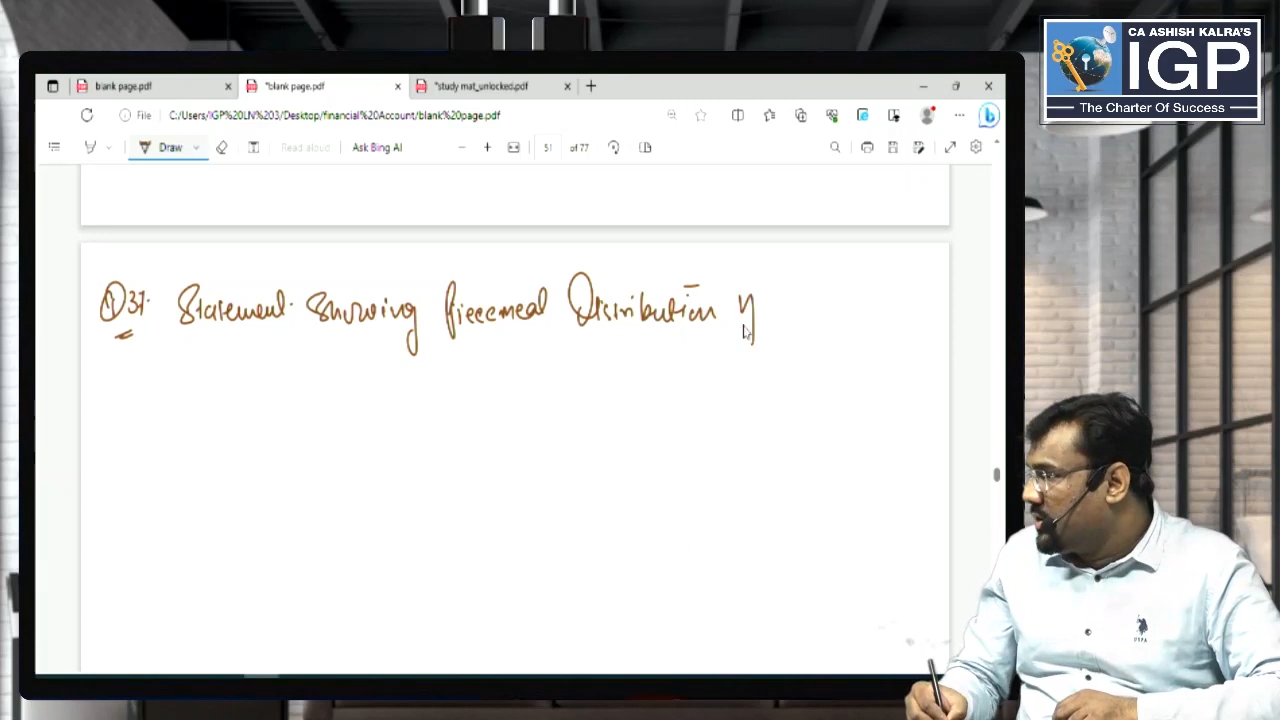 CA ASHISH KALRA'S
IGP
The Charter Of Success
blank page.pdf
*blank page.pdf
*study mat_unlocked.pdf
File
C:/Users/IGP%20LN%203/Desktop/financial%20Account/blank%20page.pdf
Draw
Read aloud
Ask Bing AI
51 of 77
Q37. Statement Showing Piecemeal Distribution of
USPA